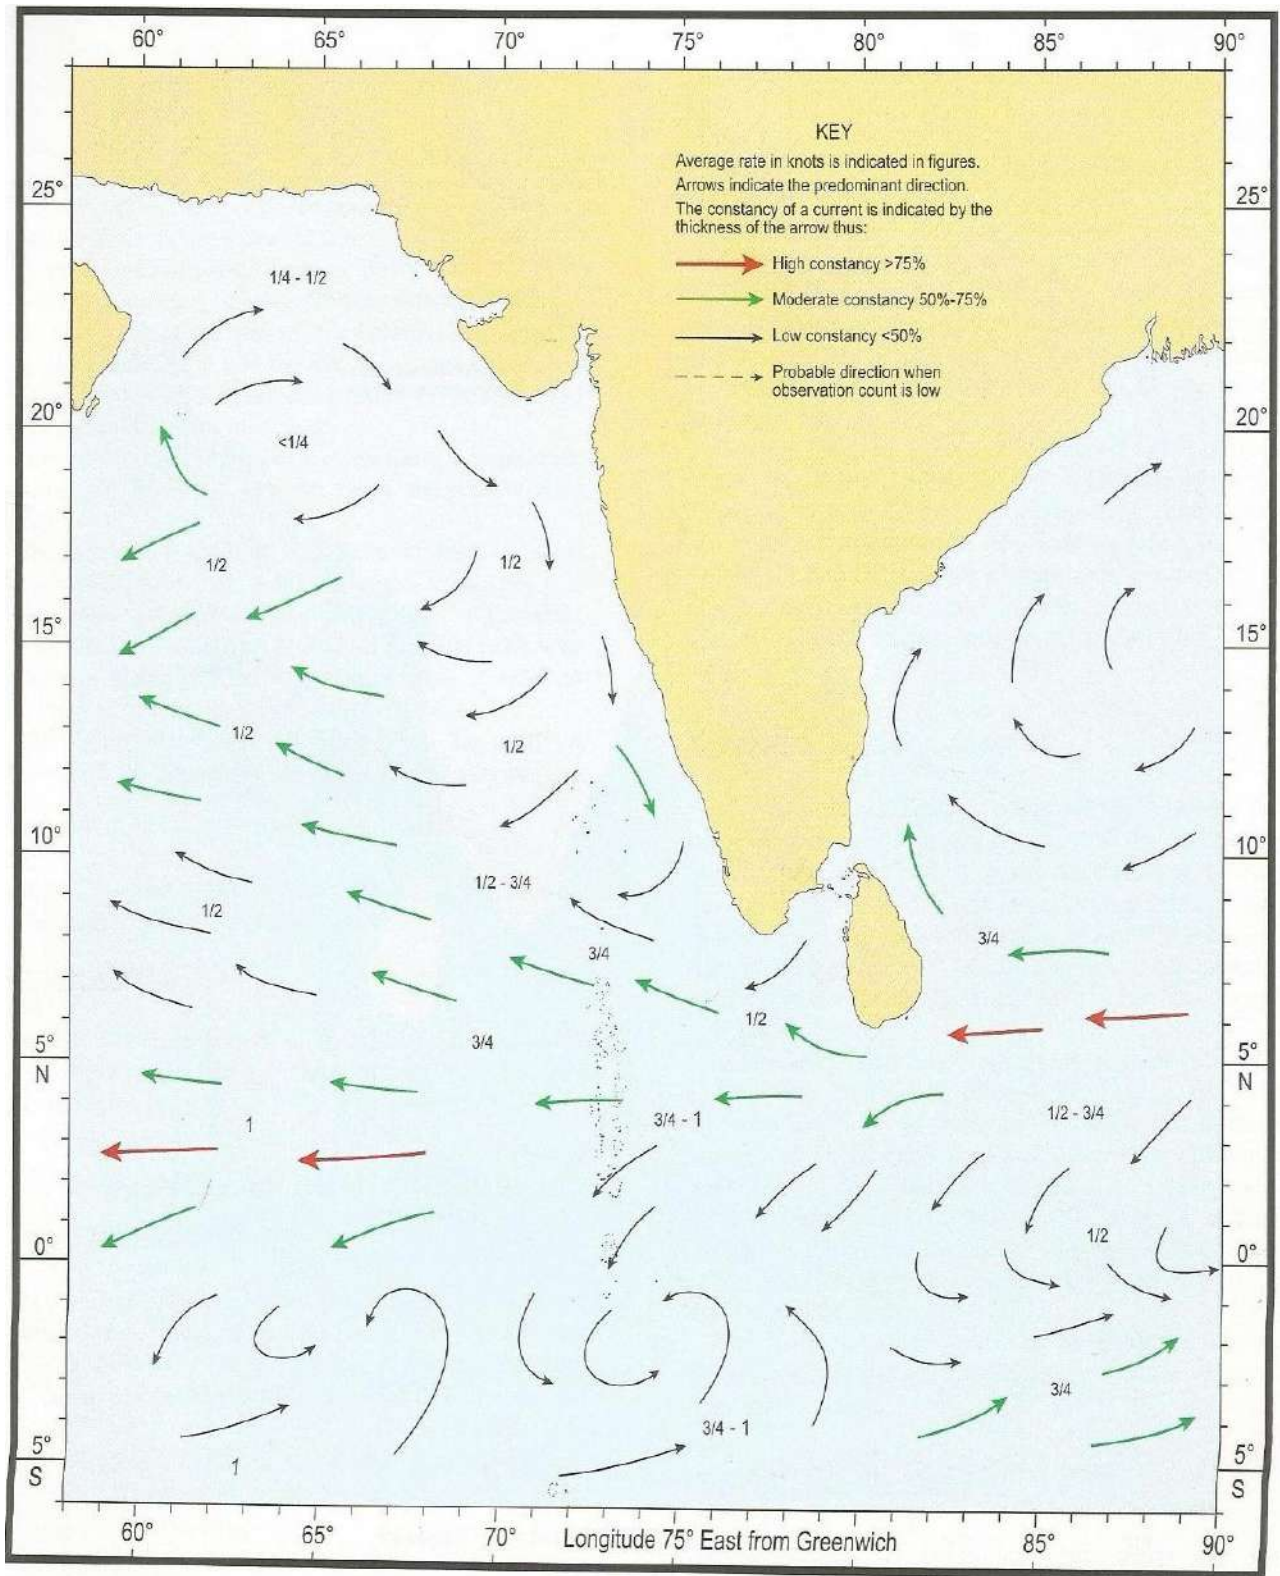 60° 65° 70° 75° 80° 85° 90°
KEY
Average rate in knots is indicated in figures.
Arrows indicate the predominant direction.
The constancy of a current is indicated by the
thickness of the arrow thus:
High constancy >75%
Moderate constancy 50%-75%
Low constancy <50%
Probable direction when
observation count is low
25° 25°
1/4 - 1/2
20° 20°
<1/4
1/2 1/2
15° 15°
1/2
1/2
10° 10°
1/2 - 3/4
1/2
3/4 3/4
1/2
3/4
5° 5°
N N
1 3/4 - 1 1/2 - 3/4
1/2
0° 0°
3/4
3/4 - 1
5° 5°
1
S S
60° 65° 70° Longitude 75° East from Greenwich 85° 90°